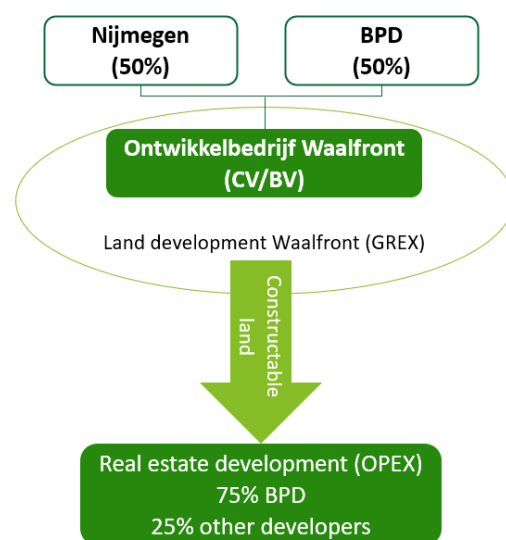 Nijmegen
(50%)
BPD
(50%)
Ontwikkelbedrijf Waalfront
(CV/BV)
Land development Waalfront (GREX)
Constructable
land
Real estate development (OPEX)
75% BPD
25% other developers